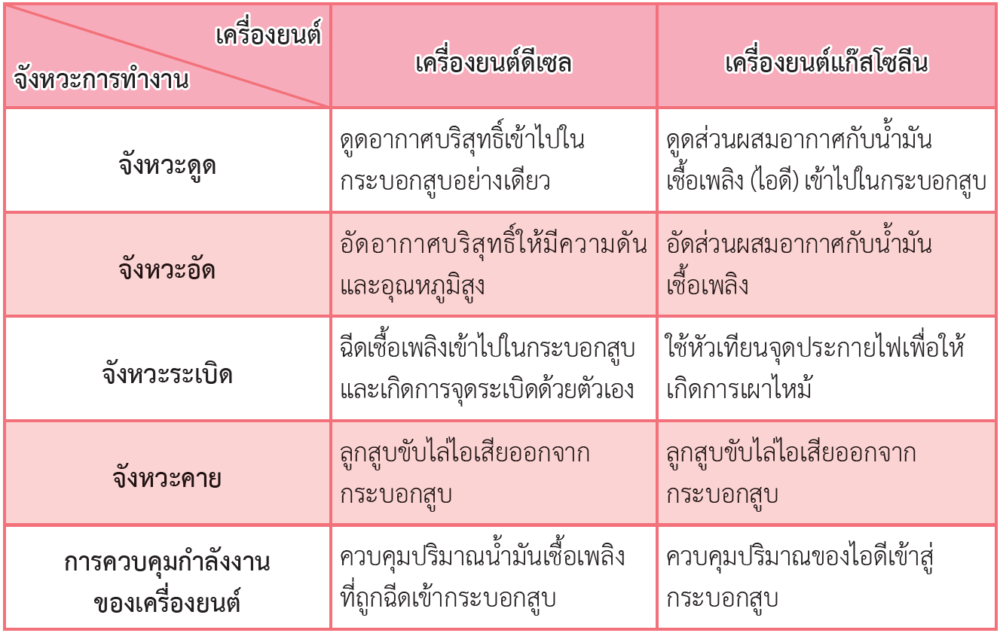 เครื่องยนต์
จังหวะการทำงาน
เครื่องยนต์ดีเซล
เครื่องยนต์แก๊สโซลีน
จังหวะดูด
ดูดอากาศบริสุทธิ์เข้าไปใน
กระบอกสูบอย่างเดียว
ดูดส่วนผสมอากาศกับน้ำมัน
เชื้อเพลิง (ไอดี) เข้าไปในกระบอกสูบ
จังหวะอัด
อัดอากาศบริสุทธิ์ให้มีความดัน
และอุณหภูมิสูง
อัดส่วนผสมอากาศกับน้ำมัน
เชื้อเพลิง
จังหวะระเบิด
ฉีดเชื้อเพลิงเข้าไปในกระบอกสูบ
และเกิดการจุดระเบิดด้วยตัวเอง
ใช้หัวเทียนจุดประกายไฟเพื่อให้
เกิดการเผาไหม้
จังหวะคาย
ลูกสูบขับไล่ไอเสียออกจาก
กระบอกสูบ
ลูกสูบขับไล่ไอเสียออกจาก
กระบอกสูบ
การควบคุมกำลังงาน
ของเครื่องยนต์
ควบคุมปริมาณน้ำมันเชื้อเพลิง
ที่ถูกฉีดเข้ากระบอกสูบ
ควบคุมปริมาณของไอดีเข้าสู่
กระบอกสูบ